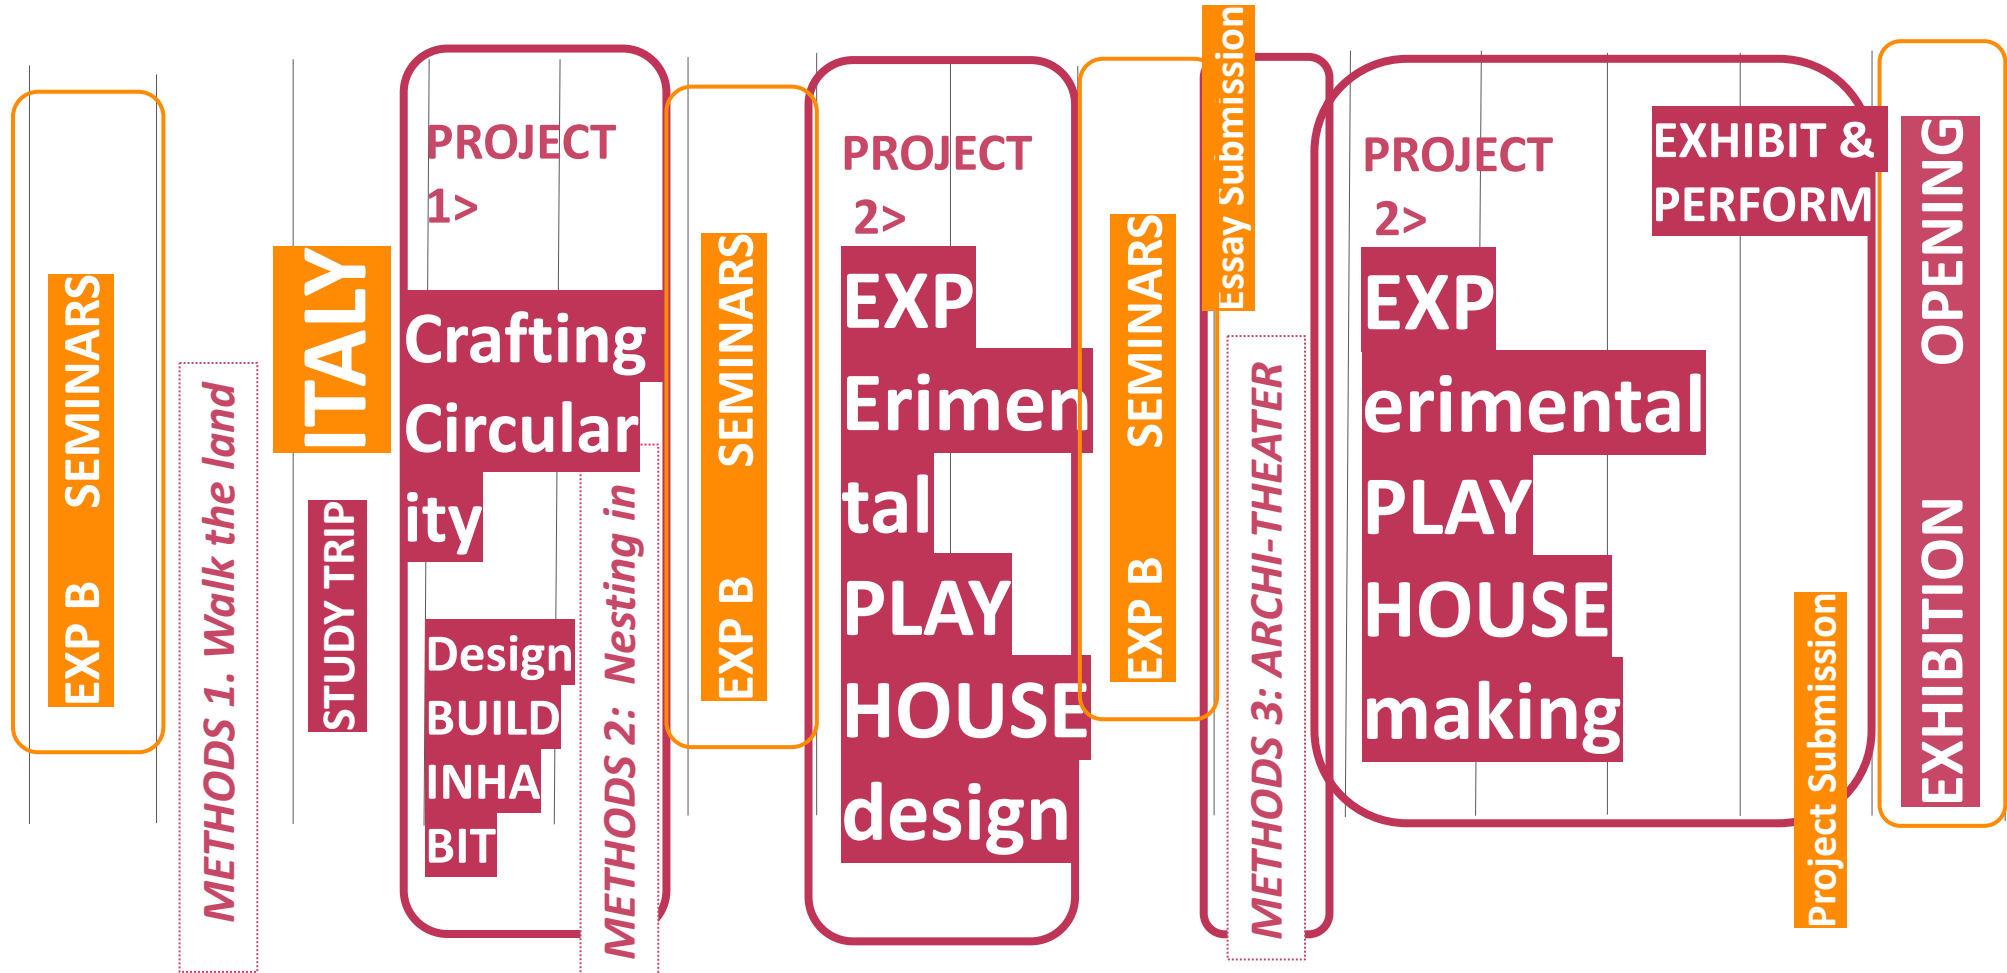 EXP B SEMINARS
METHODS 1. Walk the land
ITALY
STUDY TRIP
PROJECT
1>
Crafting
Circular
ity
Design
BUILD
INHA
BIT
METHODS 2: Nesting in
EXP B SEMINARS
PROJECT
2>
EXP
Erimen
tal
PLAY
HOUSE
design
EXP B SEMINARS
Essay Submission
METHODS 3: ARCHI-THEATER
PROJECT
2>
EXP
erimental
PLAY
HOUSE
making
EXHIBIT &
PERFORM
Project Submission
EXHIBITION OPENING